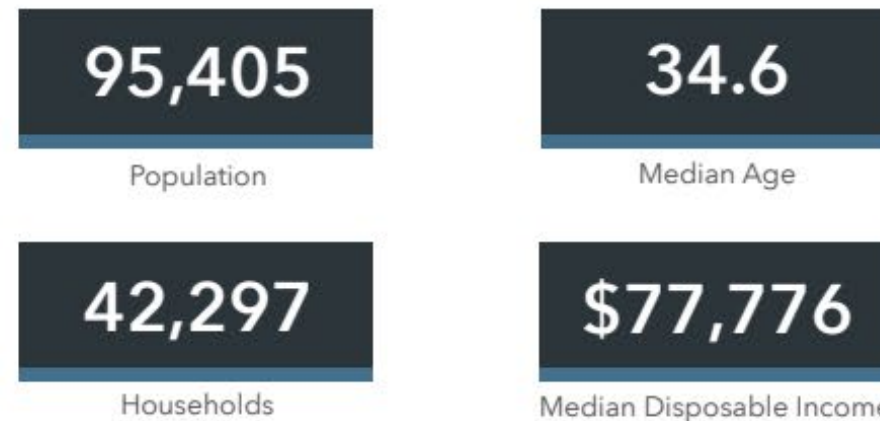 95,405
34.6
Population
Median Age
42,297
$77,776
Households
Median Disposable Income